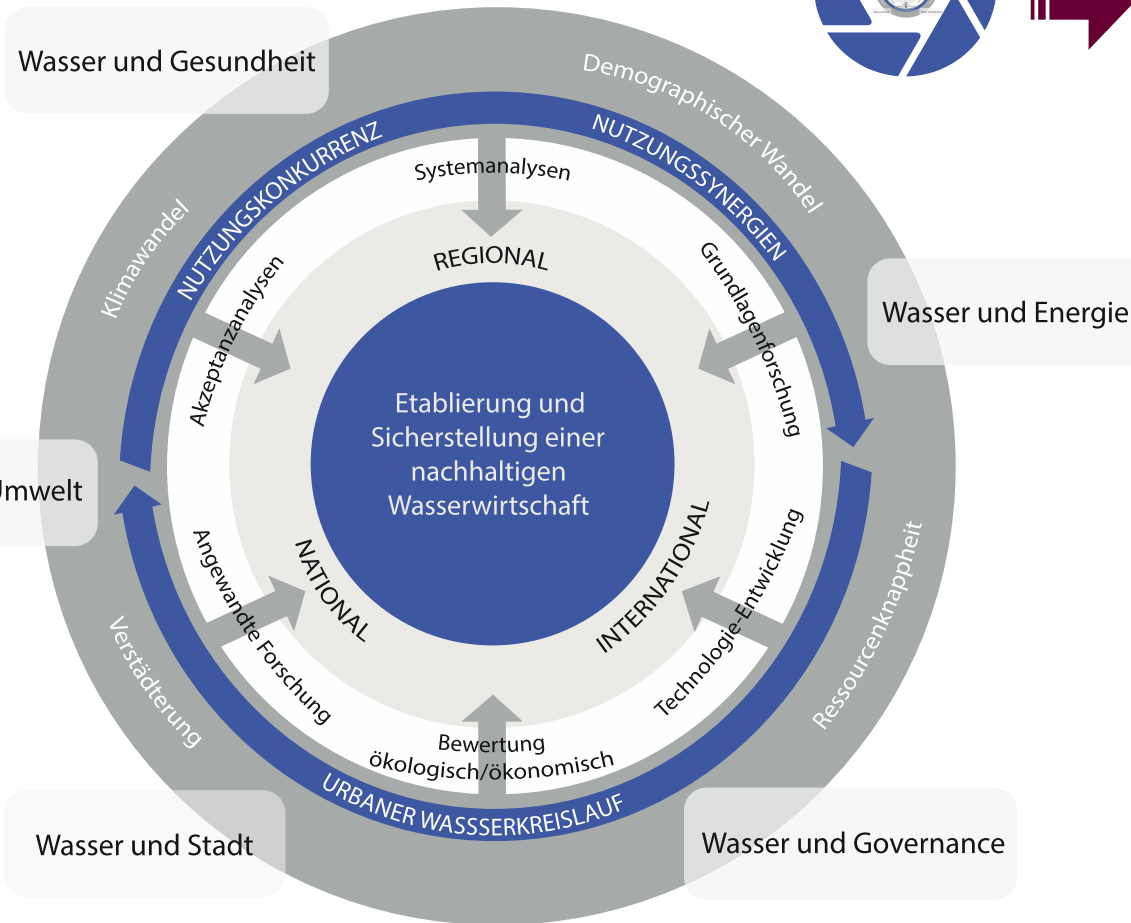 Wasser und Gesundheit
Demographischer Wandel
NUTZUNGSKONKURRENZ
NUTZUNGSSYNERGIEN
Systemanalysen
Klimawandel
REGIONAL
Akzeptanzanalysen
Grundlagenforschung
Wasser und Energie
Etablierung und
Sicherstellung einer
nachhaltigen
Wasserwirtschaft
Umwelt
NATIONAL
INTERNATIONAL
Angewandte Forschung
Technologie-Entwicklung
Ressourcenknappheit
Verstädterung
Bewertung
ökologisch/ökonomisch
URBANER WASSSERKREISLAUF
Wasser und Stadt
Wasser und Governance